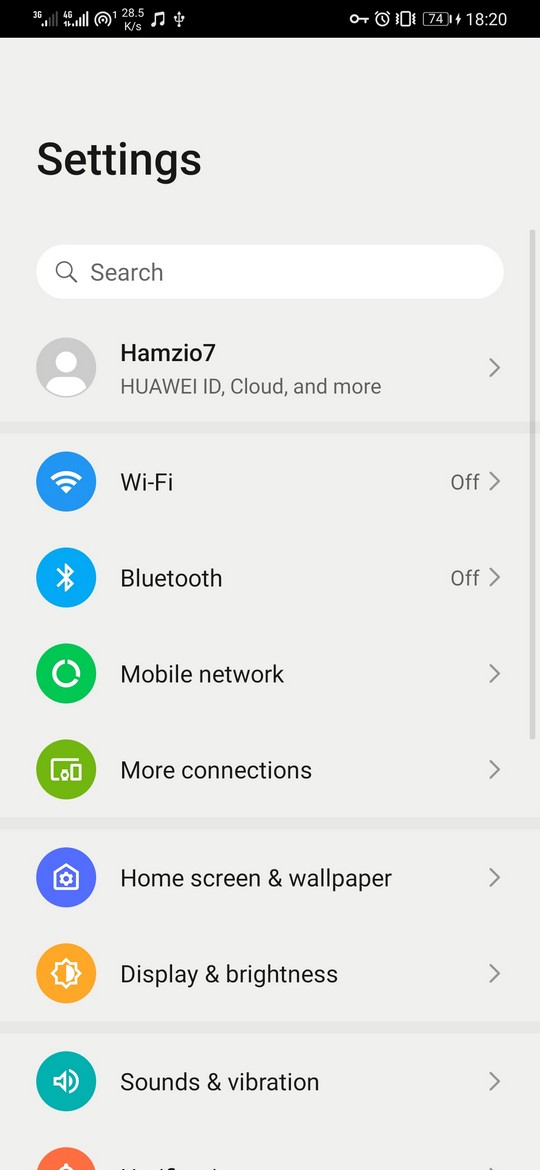 3G 4G 1 28.5 K/s 74 18:20
Settings
Search
Hamzio7
HUAWEI ID, Cloud, and more
Wi-Fi Off
Bluetooth Off
Mobile network
More connections
Home screen & wallpaper
Display & brightness
Sounds & vibration